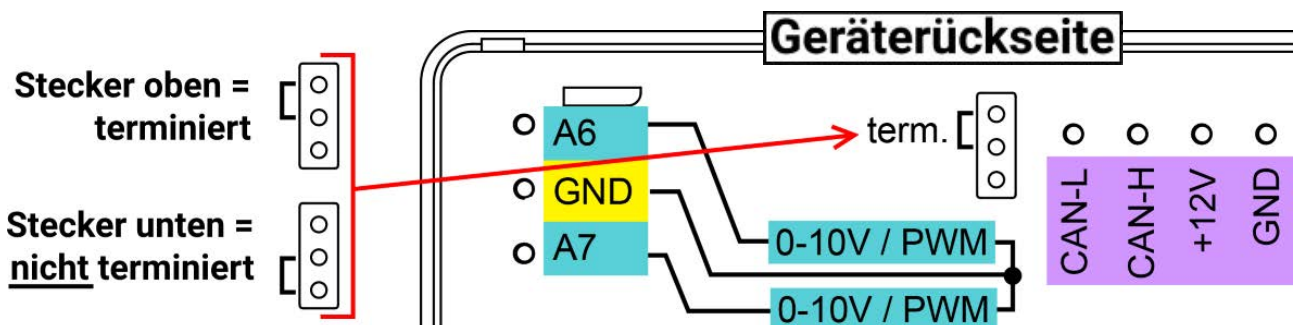 Geräterückseite
Stecker oben =
terminiert
Stecker unten =
nicht terminiert
A6
GND
A7
0-10V / PWM
0-10V / PWM
term.
CAN-L
CAN-H
+12V
GND